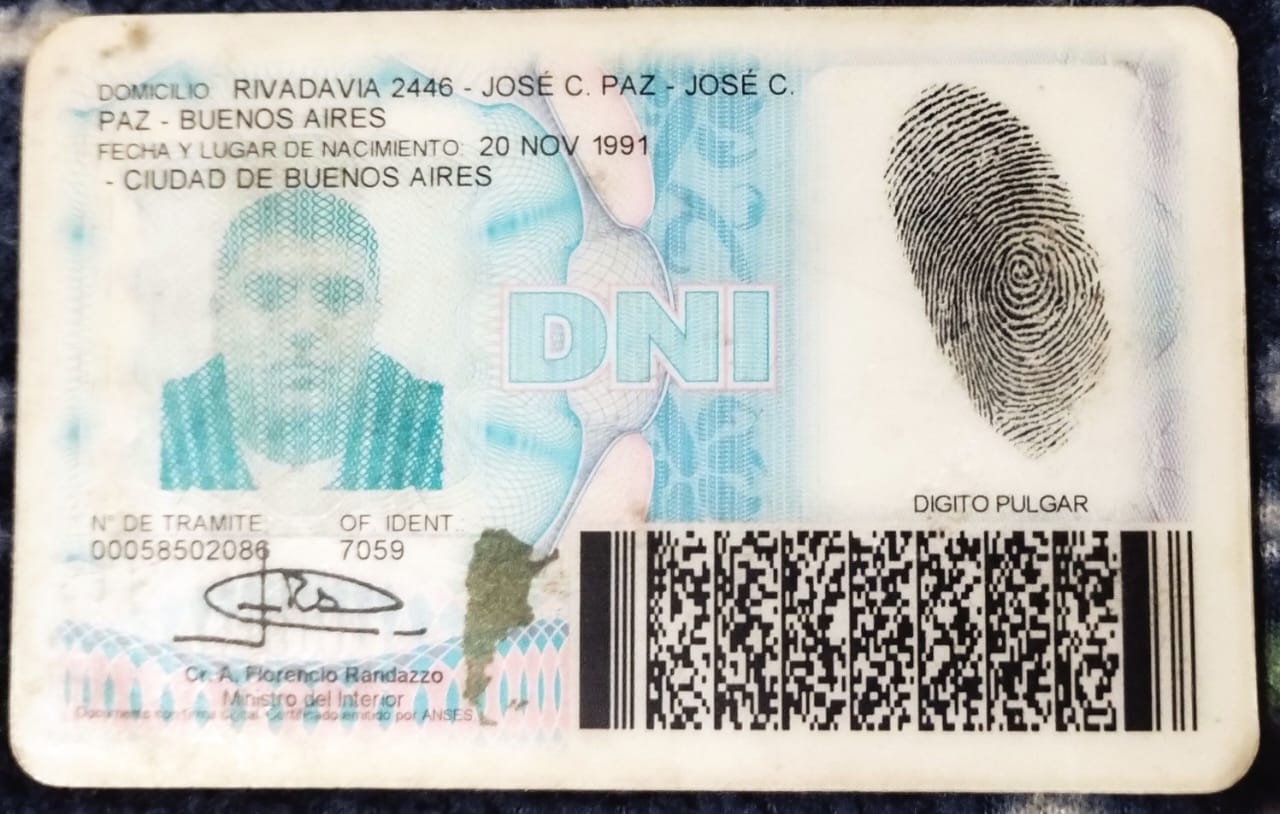 DOMICILIO: RIVADAVIA 2446 - JOSÉ C. PAZ - JOSÉ C.
PAZ - BUENOS AIRES
FECHA Y LUGAR DE NACIMIENTO: 20 NOV 1991
- CIUDAD DE BUENOS AIRES
DNI
DIGITO PULGAR
N° DE TRAMITE: OF. IDENT.:
00058502086 7059
Cr. A. Florencio Randazzo
Ministro del Interior
Documento con firma digital. Certificado emitido por ANSES